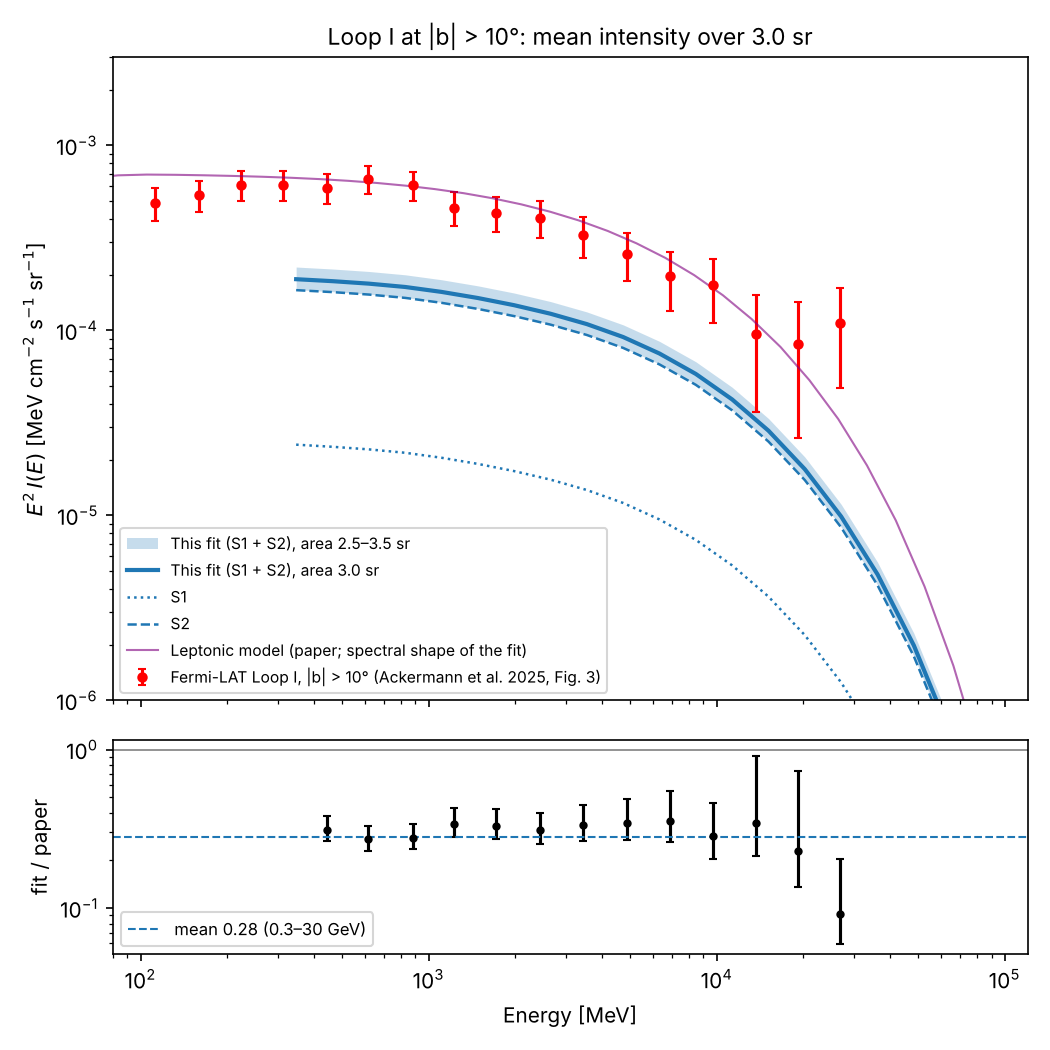 Loop I at |b| > 10°: mean intensity over 3.0 sr
10⁻³
10⁻⁴
10⁻⁵
10⁻⁶
E² I(E) [MeV cm⁻² s⁻¹ sr⁻¹]
This fit (S1 + S2), area 2.5–3.5 sr
This fit (S1 + S2), area 3.0 sr
S1
S2
Leptonic model (paper; spectral shape of the fit)
Fermi-LAT Loop I, |b| > 10° (Ackermann et al. 2025, Fig. 3)
10⁰
10⁻¹
fit / paper
mean 0.28 (0.3–30 GeV)
10² 10³ 10⁴ 10⁵
Energy [MeV]